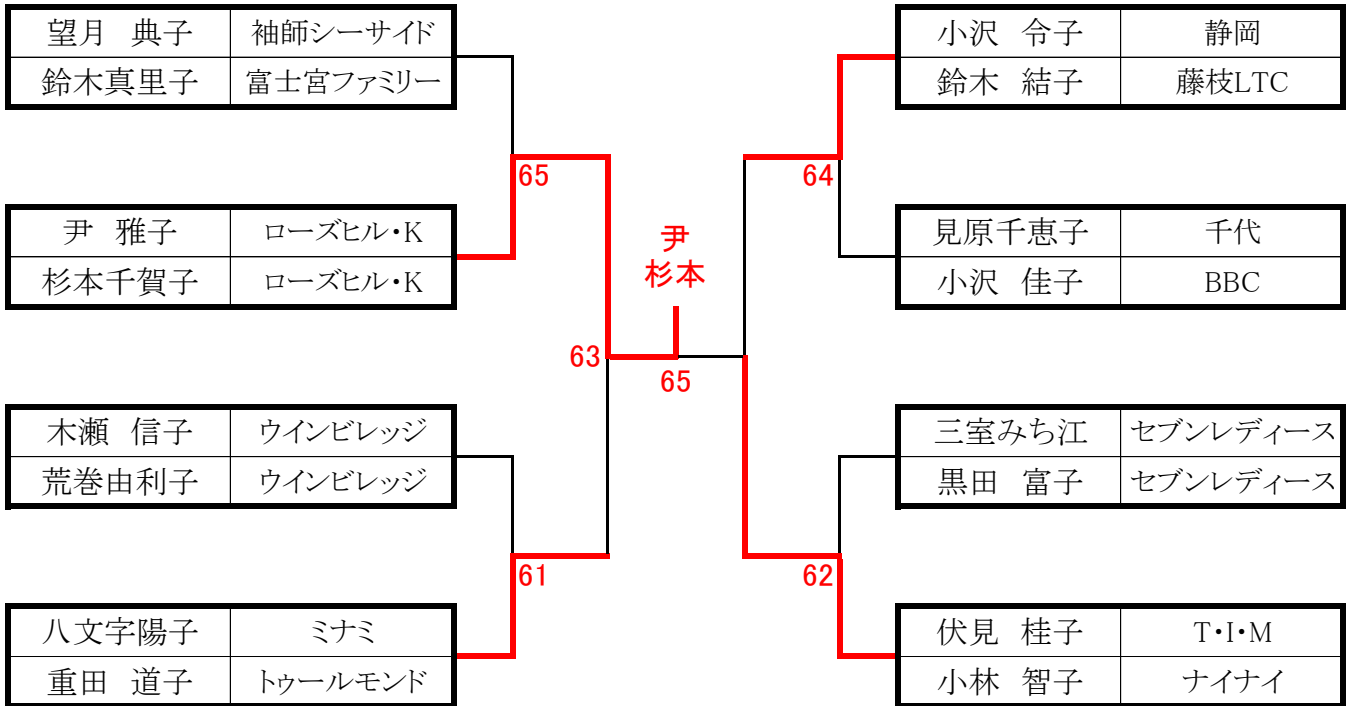 望月　典子 袖師シーサイド
鈴木真里子 富士宮ファミリー
65
尹　雅子 ローズヒル・K
杉本千賀子 ローズヒル・K
63
木瀬　信子 ウインビレッジ
荒巻由利子 ウインビレッジ
61
八文字陽子 ミナミ
重田　道子 トゥールモンド
尹
杉本
65
小沢　令子 静岡
鈴木　結子 藤枝LTC
64
見原千恵子 千代
小沢　佳子 BBC
三室みち江 セブンレディース
黒田　富子 セブンレディース
62
伏見　桂子 T・I・M
小林　智子 ナイナイ